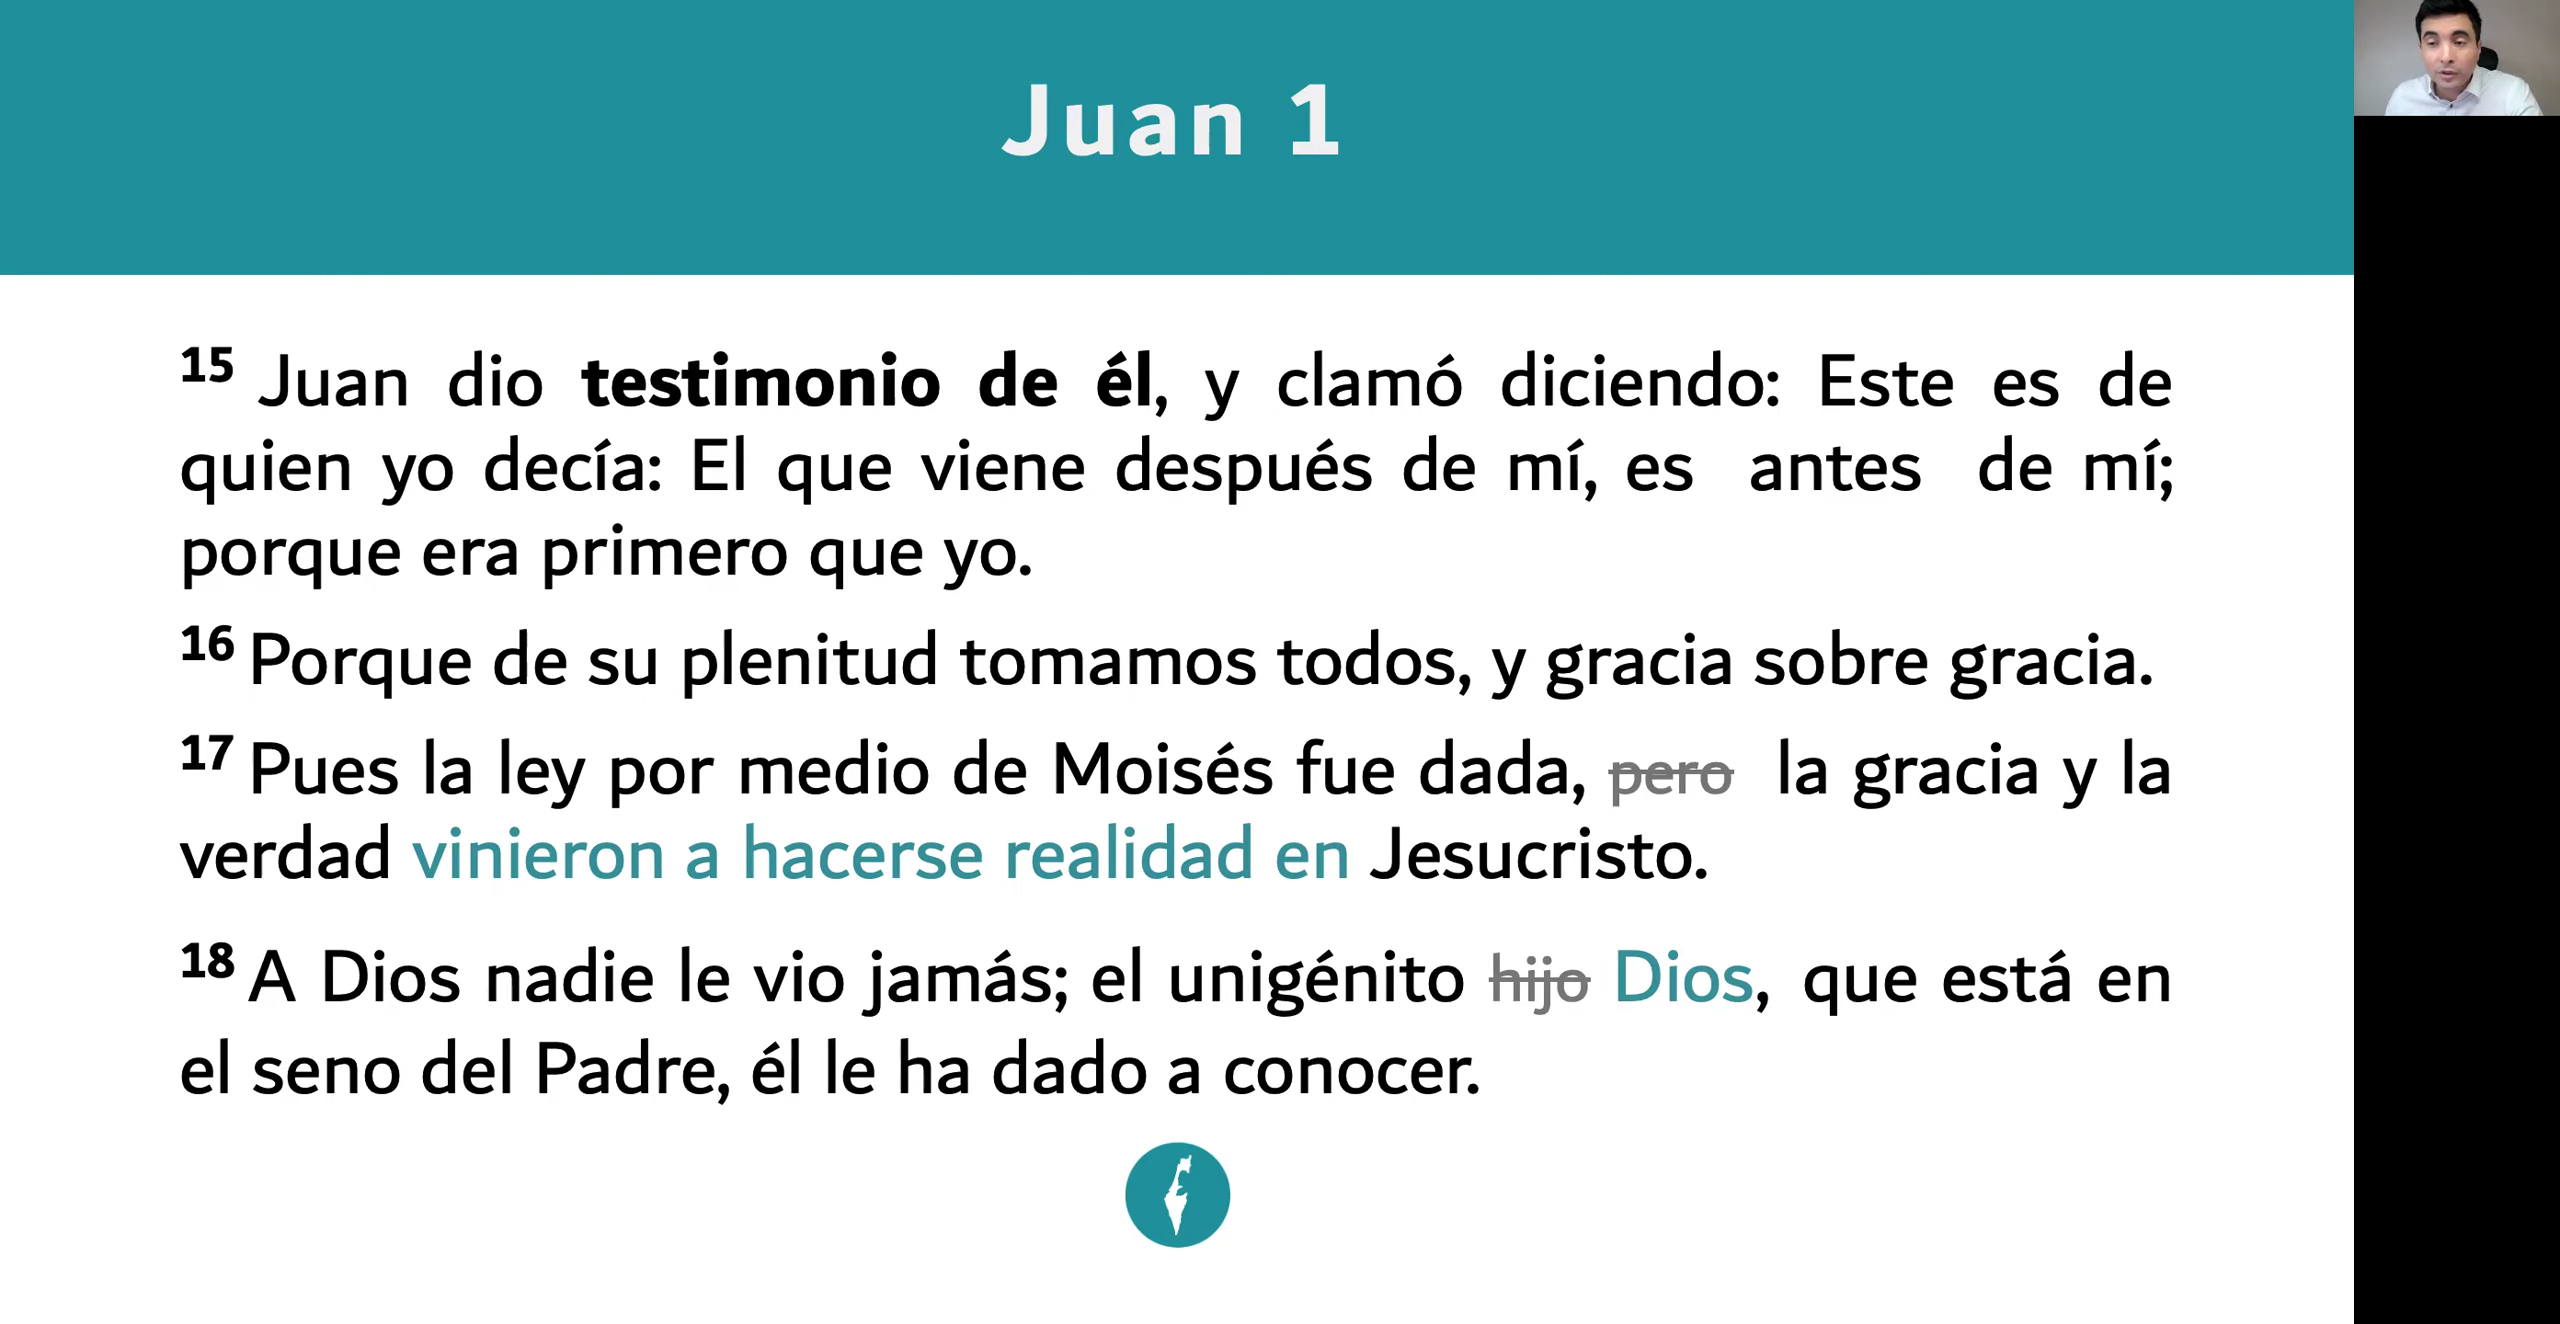 Juan 1
15 Juan dio testimonio de él, y clamó diciendo: Este es de
quien yo decía: El que viene después de mí, es antes de mí;
porque era primero que yo.
16 Porque de su plenitud tomamos todos, y gracia sobre gracia.
17 Pues la ley por medio de Moisés fue dada, pero la gracia y la
verdad vinieron a hacerse realidad en Jesucristo.
18 A Dios nadie le vio jamás; el unigénito hijo Dios, que está en
el seno del Padre, él le ha dado a conocer.